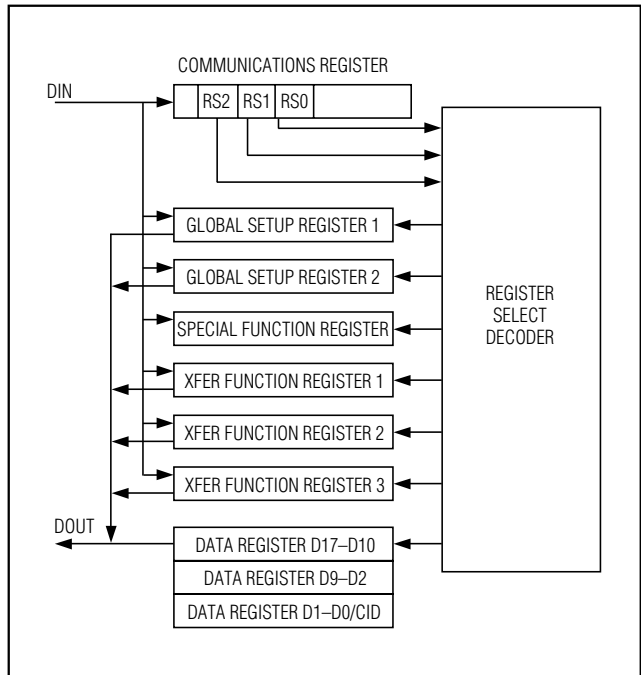 COMMUNICATIONS REGISTER
DIN
RS2 RS1 RS0
GLOBAL SETUP REGISTER 1
GLOBAL SETUP REGISTER 2
REGISTER
SELECT
DECODER
SPECIAL FUNCTION REGISTER
XFER FUNCTION REGISTER 1
XFER FUNCTION REGISTER 2
XFER FUNCTION REGISTER 3
DOUT
DATA REGISTER D17–D10
DATA REGISTER D9–D2
DATA REGISTER D1–D0/CID